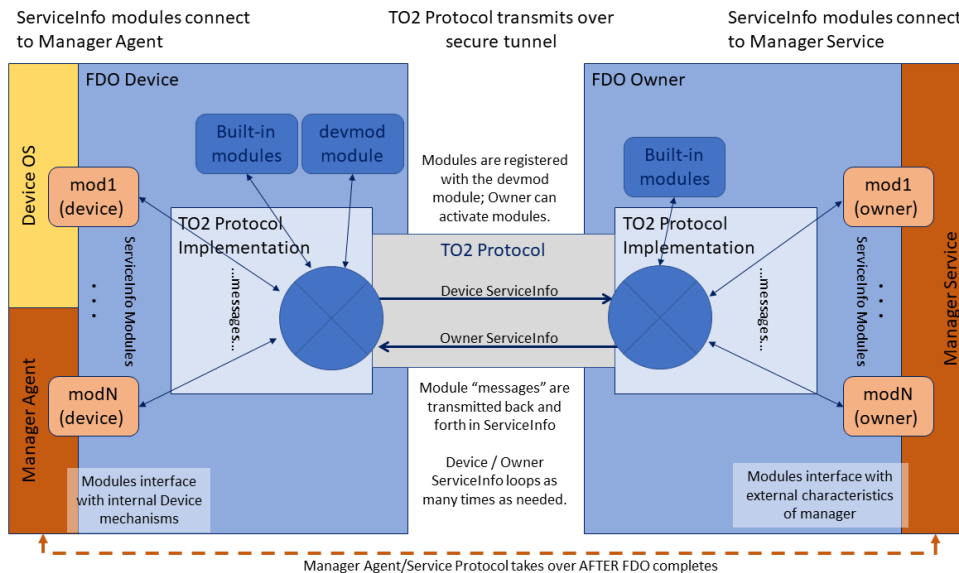 ServiceInfo modules connect
to Manager Agent
TO2 Protocol transmits over
secure tunnel
ServiceInfo modules connect
to Manager Service
FDO Device
FDO Owner
Device OS
Manager Agent
Manager Service
Built-in
modules
devmod
module
Built-in
modules
Modules are registered
with the devmod
module; Owner can
activate modules.
mod1
(device)
mod1
(owner)
TO2 Protocol
Implementation
TO2 Protocol
TO2 Protocol
Implementation
. . .
ServiceInfo Modules
...messages...
Device ServiceInfo
Owner ServiceInfo
...messages...
ServiceInfo Modules
. . .
modN
(device)
modN
(owner)
Module “messages” are
transmitted back and
forth in ServiceInfo
Device / Owner
ServiceInfo loops as
many times as needed.
Modules interface
with internal Device
mechanisms
Modules interface with
external characteristics
of manager
Manager Agent/Service Protocol takes over AFTER FDO completes